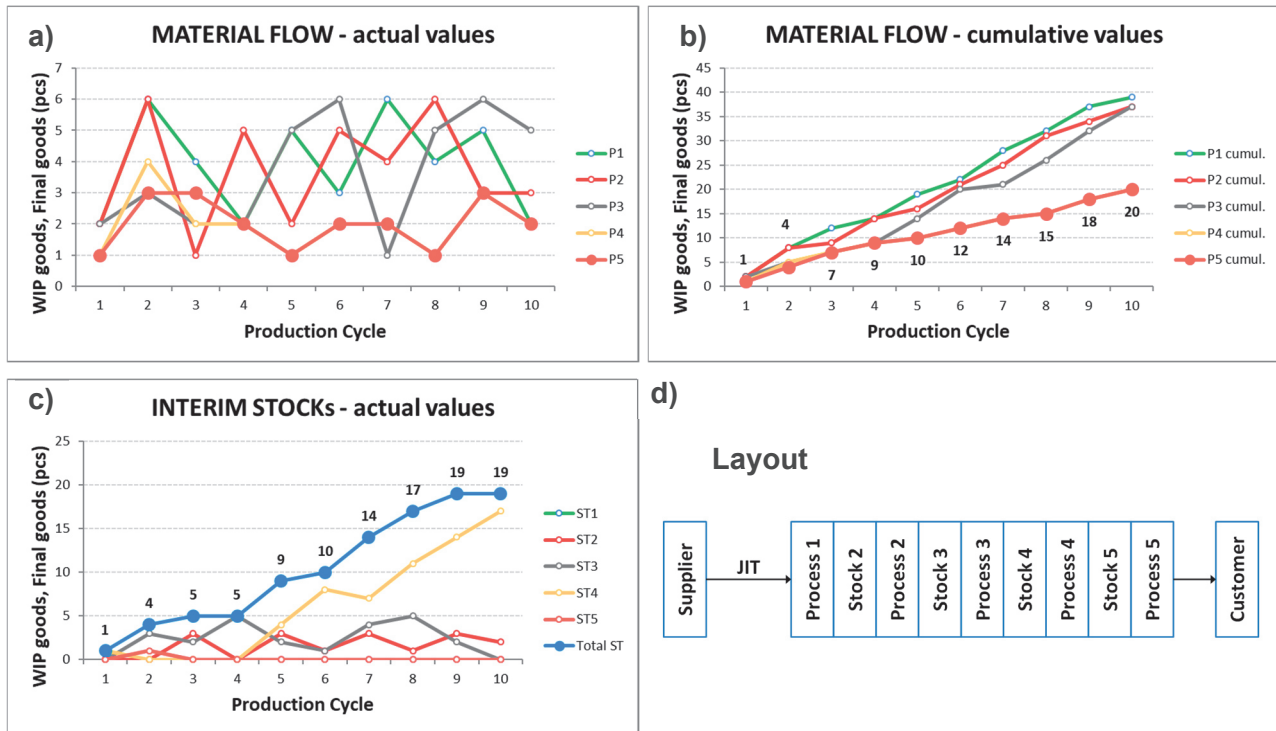 a)
MATERIAL FLOW - actual values
WIP goods, Final goods (pcs)
7
6
5
4
3
2
1
0
1 2 3 4 5 6 7 8 9 10
Production Cycle
P1
P2
P3
P4
P5
b)
MATERIAL FLOW - cumulative values
WIP goods, Final goods (pcs)
45
40
35
30
25
20
15
10
5
0
1 4 7 9 10 12 14 15 18 20
1 2 3 4 5 6 7 8 9 10
Production Cycle
P1 cumul.
P2 cumul.
P3 cumul.
P4 cumul.
P5 cumul.
c)
INTERIM STOCKs - actual values
WIP goods, Final goods (pcs)
25
20
15
10
5
0
1 4 5 5 9 10 14 17 19 19
1 2 3 4 5 6 7 8 9 10
Production Cycle
ST1
ST2
ST3
ST4
ST5
Total ST
d)
Layout
Supplier
JIT
Process 1
Stock 2
Process 2
Stock 3
Process 3
Stock 4
Process 4
Stock 5
Process 5
Customer